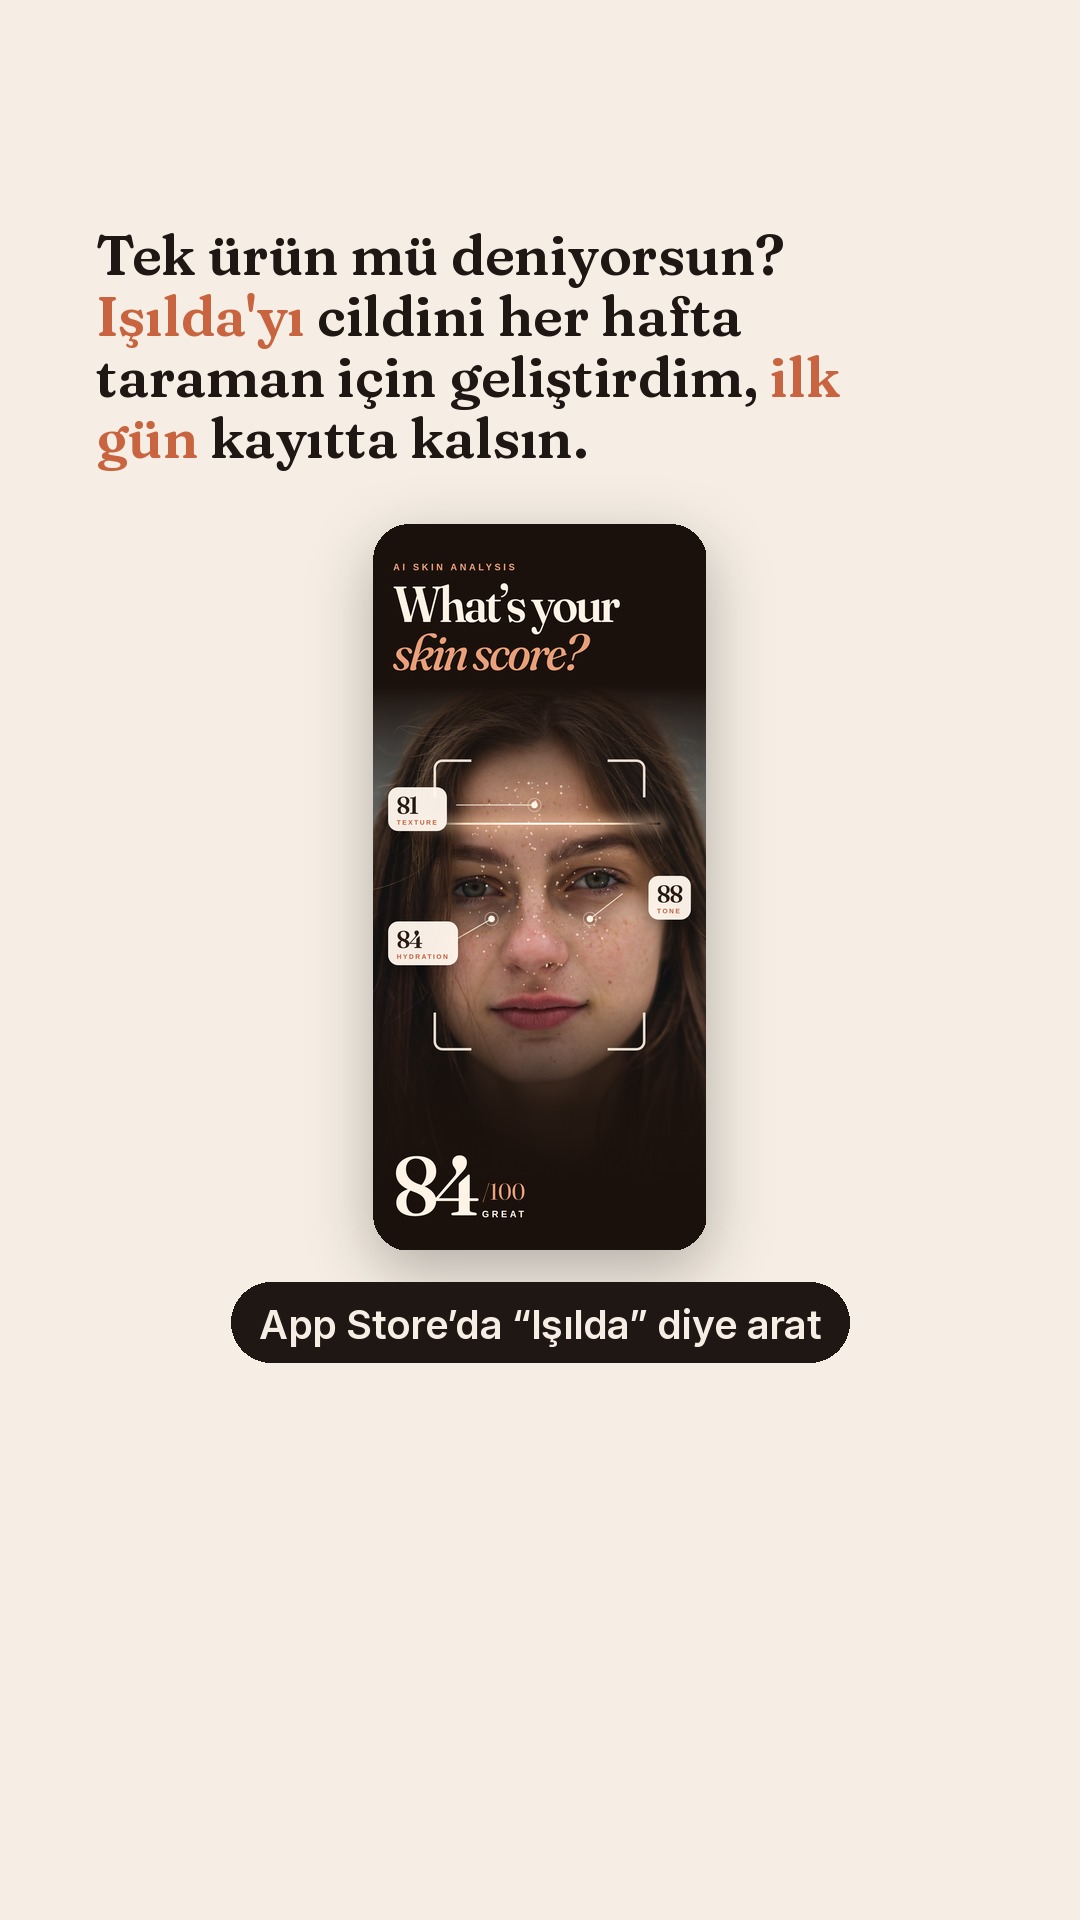 Tek ürün mü deniyorsun?
Işılda'yı cildini her hafta
taraman için geliştirdim, ilk
gün kayıtta kalsın.
AI SKIN ANALYSIS
What's your
skin score?
81
TEXTURE
88
TONE
84
HYDRATION
84 /100
GREAT
App Store’da “Işılda” diye arat